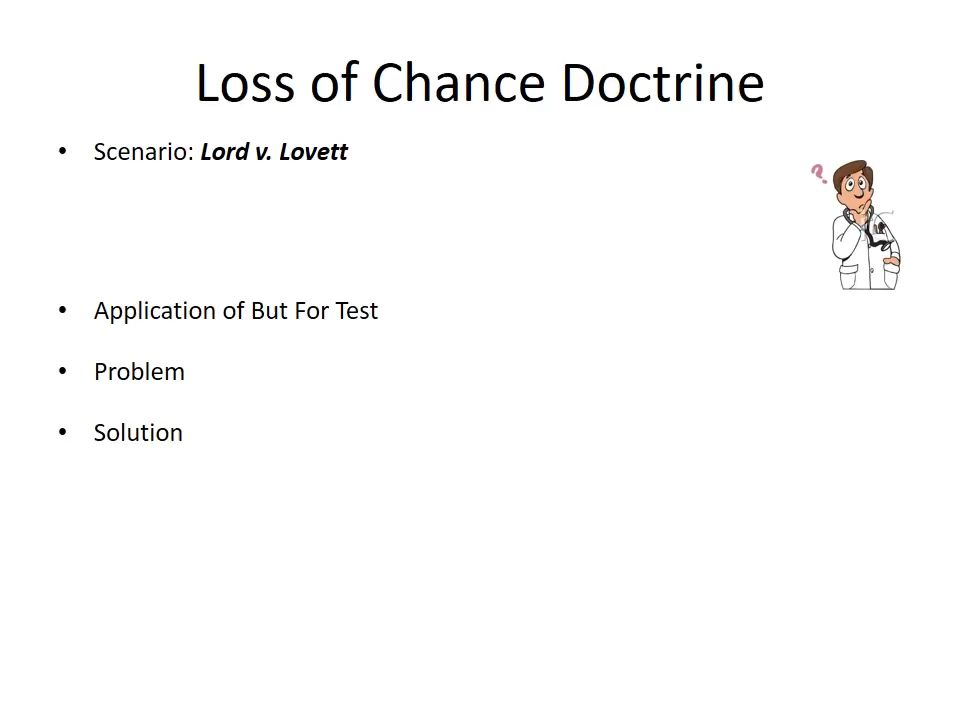 Loss of Chance Doctrine
• Scenario: Lord v. Lovett
?
• Application of But For Test
• Problem
• Solution